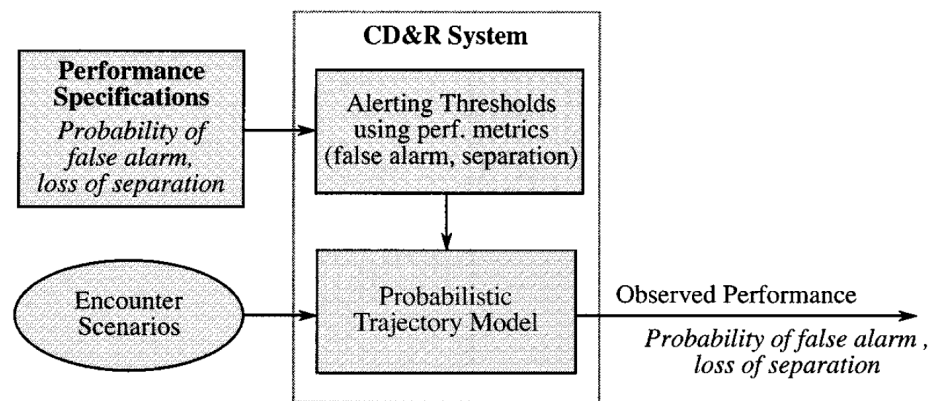 CD&R System
Performance
Specifications
Probability of
false alarm,
loss of separation
Alerting Thresholds
using perf. metrics
(false alarm, separation)
Encounter
Scenarios
Probabilistic
Trajectory Model
Observed Performance
Probability of false alarm ,
loss of separation